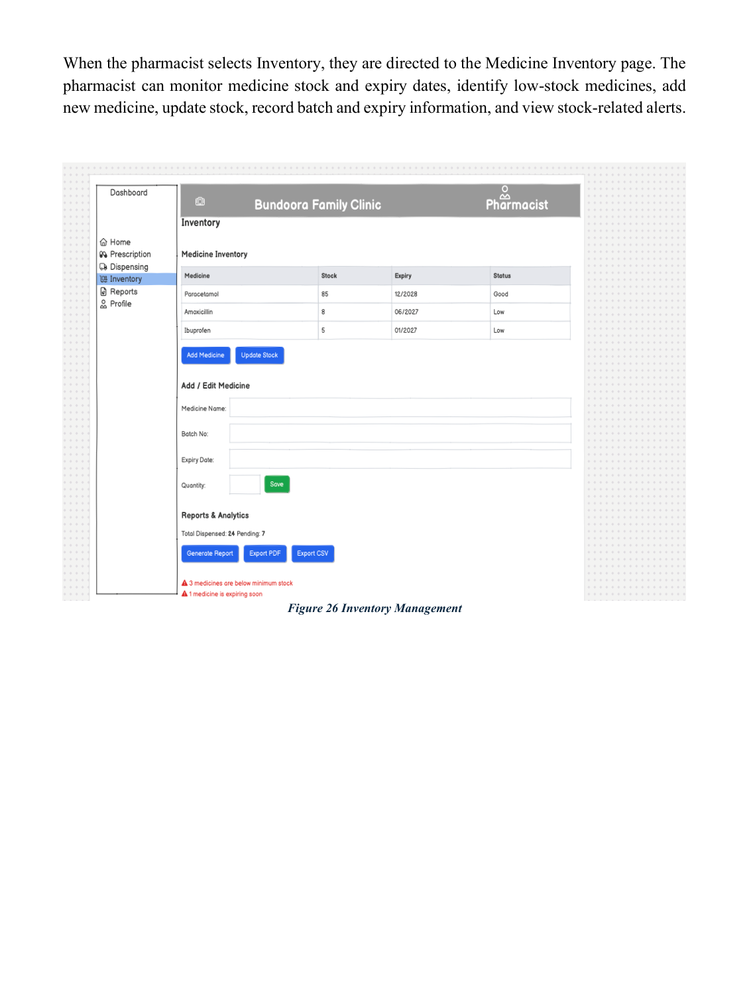 When the pharmacist selects Inventory, they are directed to the Medicine Inventory page. The
pharmacist can monitor medicine stock and expiry dates, identify low-stock medicines, add
new medicine, update stock, record batch and expiry information, and view stock-related alerts.
Dashboard
Home
Prescription
Dispensing
Inventory
Reports
Profile
Bundoora Family Clinic
Pharmacist
Inventory
Medicine Inventory
Medicine Stock Expiry Status
Paracetamol 85 12/2028 Good
Amoxicillin 8 06/2027 Low
Ibuprofen 5 01/2027 Low
Add Medicine Update Stock
Add / Edit Medicine
Medicine Name:
Batch No:
Expiry Date:
Quantity: Save
Reports & Analytics
Total Dispensed: 24 Pending: 7
Generate Report Export PDF Export CSV
3 medicines are below minimum stock
1 medicine is expiring soon
Figure 26 Inventory Management